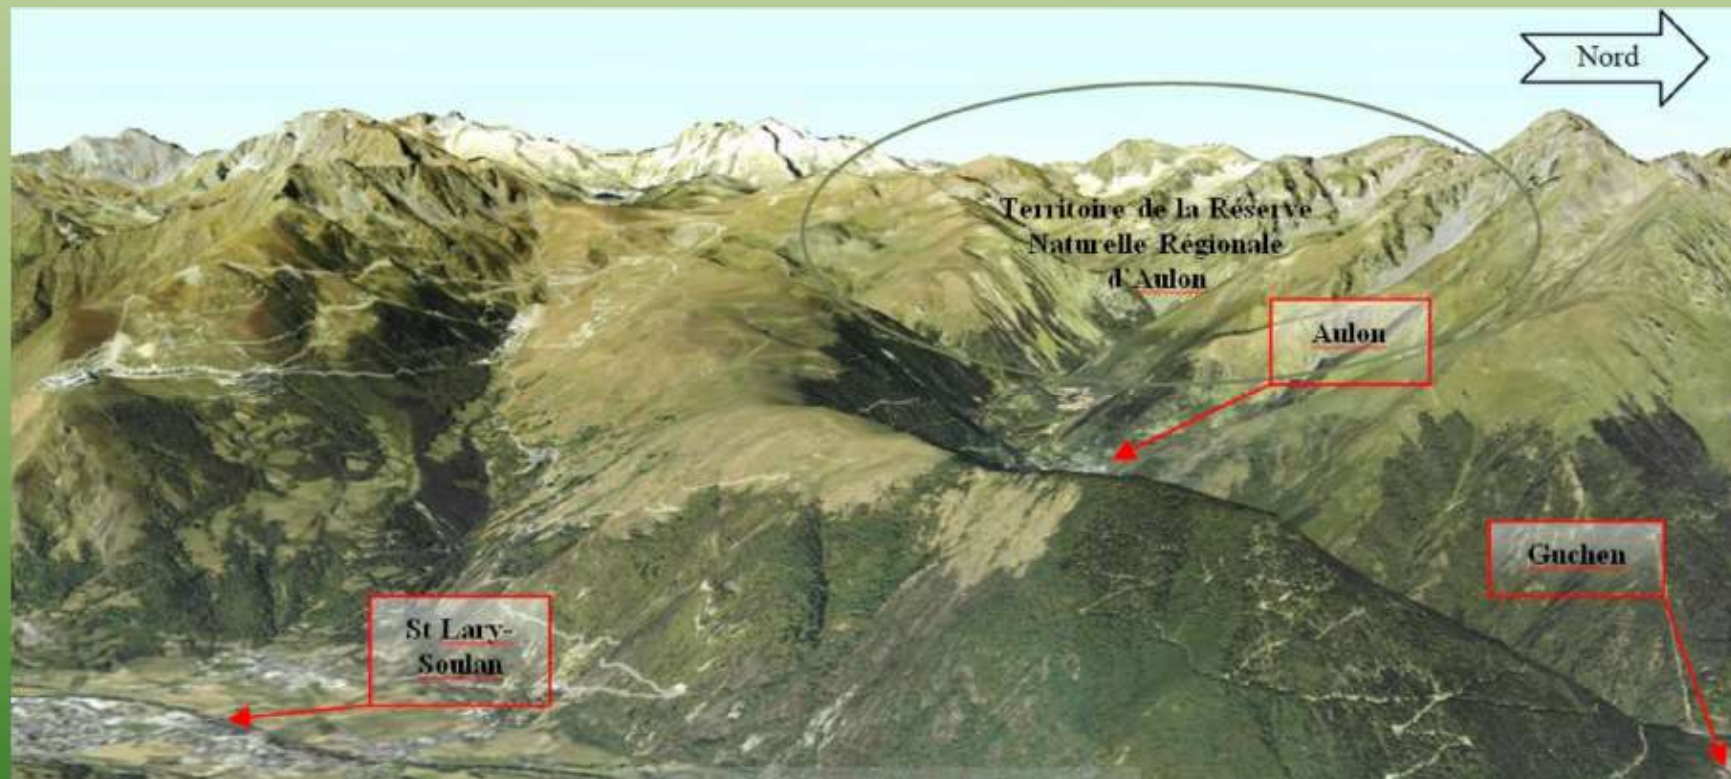 Nord
Territoire de la Réserve
Naturelle Régionale
d'Aulon
Aulon
Guchen
St Lary-
Soulan